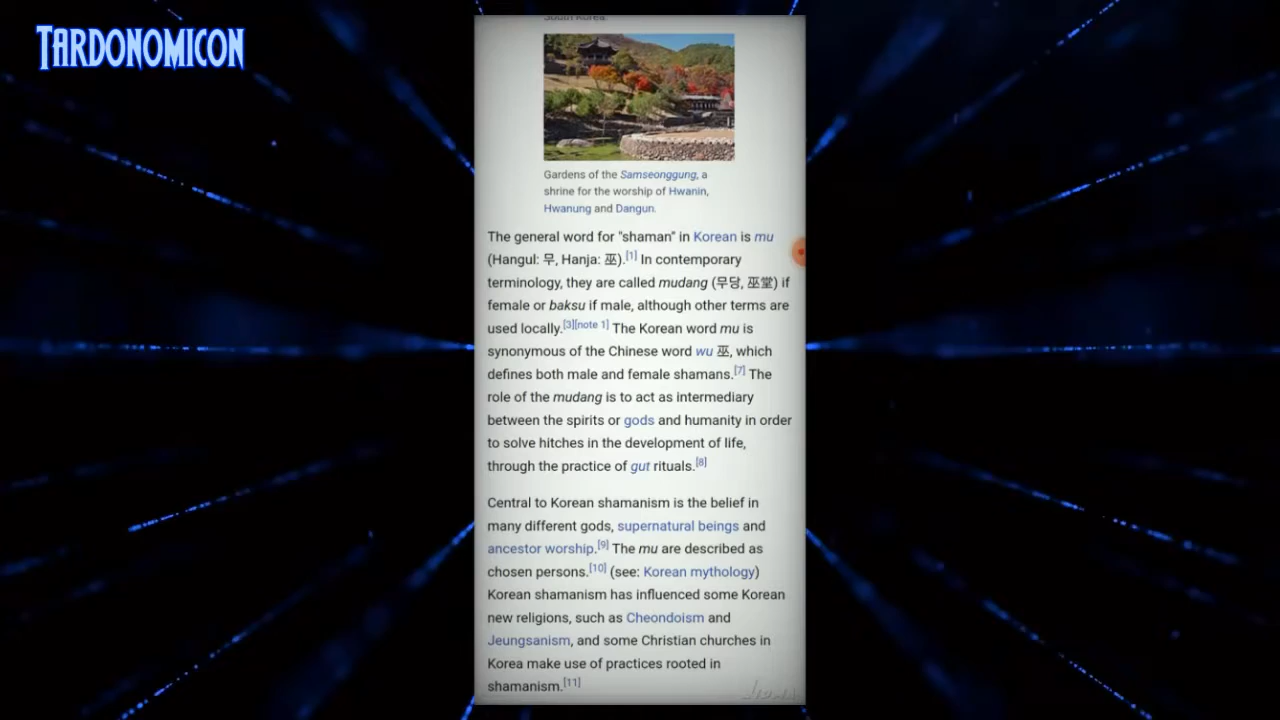 TARDONOMICON
South Korea.
Gardens of the Samseonggung, a
shrine for the worship of Hwanin,
Hwanung and Dangun.
The general word for "shaman" in Korean is mu
(Hangul: 무, Hanja: 巫).[1] In contemporary
terminology, they are called mudang (무당, 巫堂) if
female or baksu if male, although other terms are
used locally.[3][note 1] The Korean word mu is
synonymous of the Chinese word wu 巫, which
defines both male and female shamans.[7] The
role of the mudang is to act as intermediary
between the spirits or gods and humanity in order
to solve hitches in the development of life,
through the practice of gut rituals.[8]
Central to Korean shamanism is the belief in
many different gods, supernatural beings and
ancestor worship.[9] The mu are described as
chosen persons.[10] (see: Korean mythology)
Korean shamanism has influenced some Korean
new religions, such as Cheondoism and
Jeungsanism, and some Christian churches in
Korea make use of practices rooted in
shamanism.[11]